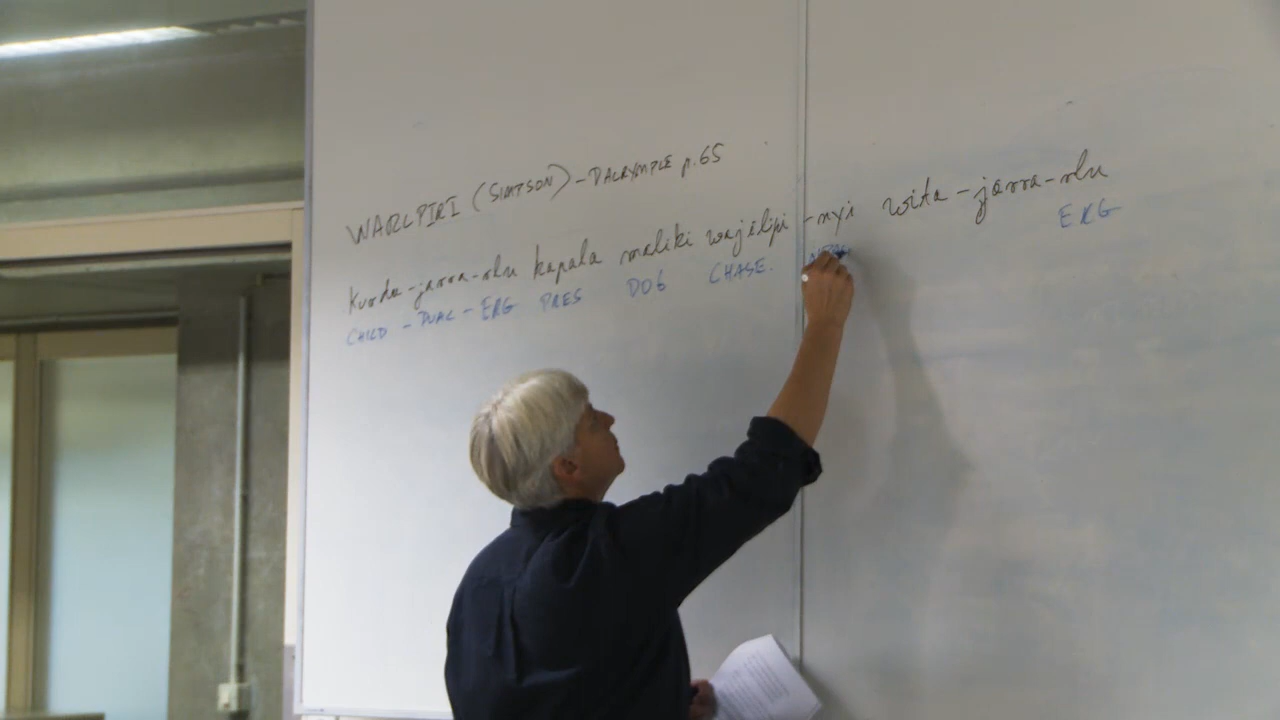 WARLPIRI (SIMPSON) - DALRYMPLE p.65
Kurdu-jarra-rlu kapala maliki wajilipi -nyi wita-jarra-rlu
CHILD - DUAL - ERG PRES DOG CHASE. ERG